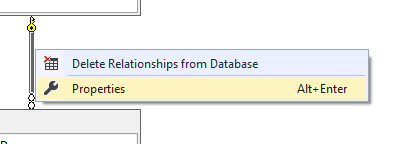 Delete Relationships from Database
Properties Alt+Enter